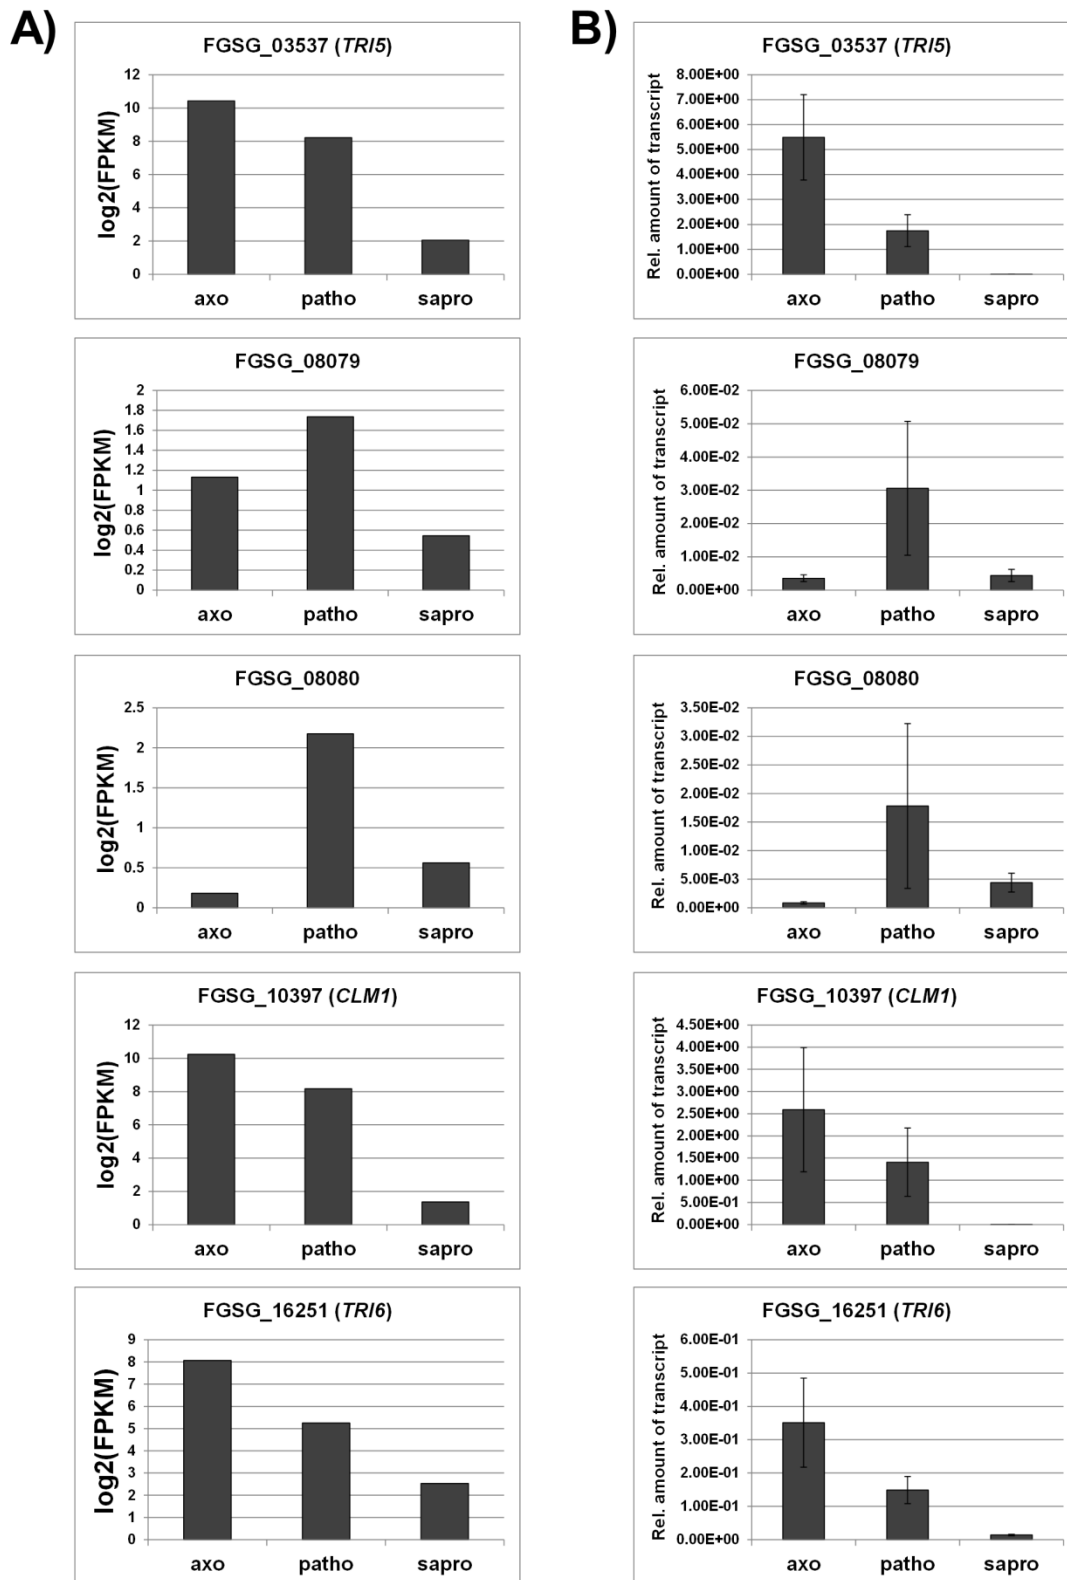 A)
FGSG_03537 (TRI5)
log2(FPKM)
12
10
8
6
4
2
0
axo patho sapro
FGSG_08079
log2(FPKM)
2
1.8
1.6
1.4
1.2
1
0.8
0.6
0.4
0.2
0
axo patho sapro
FGSG_08080
log2(FPKM)
2.5
2
1.5
1
0.5
0
axo patho sapro
FGSG_10397 (CLM1)
log2(FPKM)
12
10
8
6
4
2
0
axo patho sapro
FGSG_16251 (TRI6)
log2(FPKM)
9
8
7
6
5
4
3
2
1
0
axo patho sapro
B)
FGSG_03537 (TRI5)
Rel. amount of transcript
8.00E+00
7.00E+00
6.00E+00
5.00E+00
4.00E+00
3.00E+00
2.00E+00
1.00E+00
0.00E+00
axo patho sapro
FGSG_08079
Rel. amount of transcript
6.00E-02
5.00E-02
4.00E-02
3.00E-02
2.00E-02
1.00E-02
0.00E+00
axo patho sapro
FGSG_08080
Rel. amount of transcript
3.50E-02
3.00E-02
2.50E-02
2.00E-02
1.50E-02
1.00E-02
5.00E-03
0.00E+00
axo patho sapro
FGSG_10397 (CLM1)
Rel. amount of transcript
4.50E+00
4.00E+00
3.50E+00
3.00E+00
2.50E+00
2.00E+00
1.50E+00
1.00E+00
5.00E-01
0.00E+00
axo patho sapro
FGSG_16251 (TRI6)
Rel. amount of transcript
6.00E-01
5.00E-01
4.00E-01
3.00E-01
2.00E-01
1.00E-01
0.00E+00
axo patho sapro